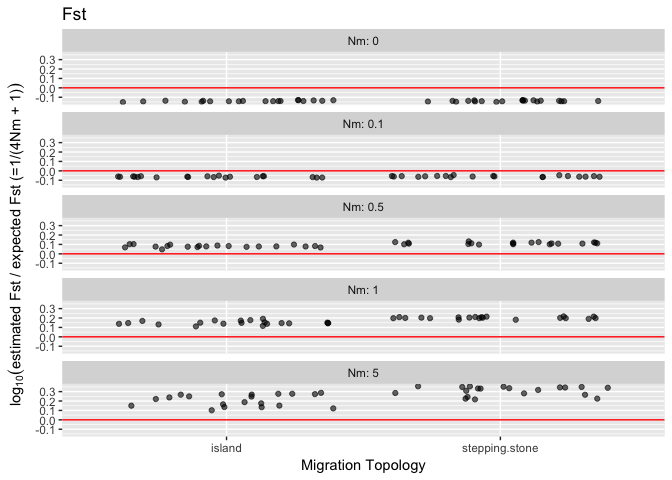 Fst
log10(estimated Fst / expected Fst (=1/(4Nm + 1))
Nm: 0
0.3
0.2
0.1
0.0
-0.1
Nm: 0.1
0.3
0.2
0.1
0.0
-0.1
Nm: 0.5
0.3
0.2
0.1
0.0
-0.1
Nm: 1
0.3
0.2
0.1
0.0
-0.1
Nm: 5
0.3
0.2
0.1
0.0
-0.1
island stepping.stone
Migration Topology